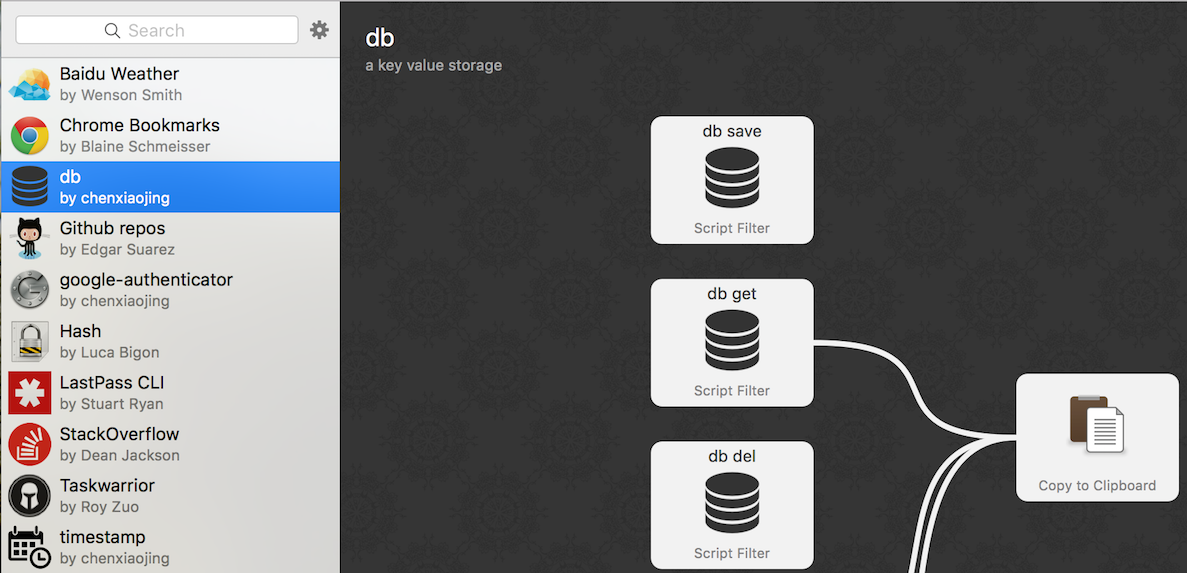 Search
Baidu Weather
by Wenson Smith
Chrome Bookmarks
by Blaine Schmeisser
db
by chenxiaojing
Github repos
by Edgar Suarez
google-authenticator
by chenxiaojing
Hash
by Luca Bigon
LastPass CLI
by Stuart Ryan
StackOverflow
by Dean Jackson
Taskwarrior
by Roy Zuo
timestamp
by chenxiaojing
db
a key value storage
db save
Script Filter
db get
Script Filter
db del
Script Filter
Copy to Clipboard